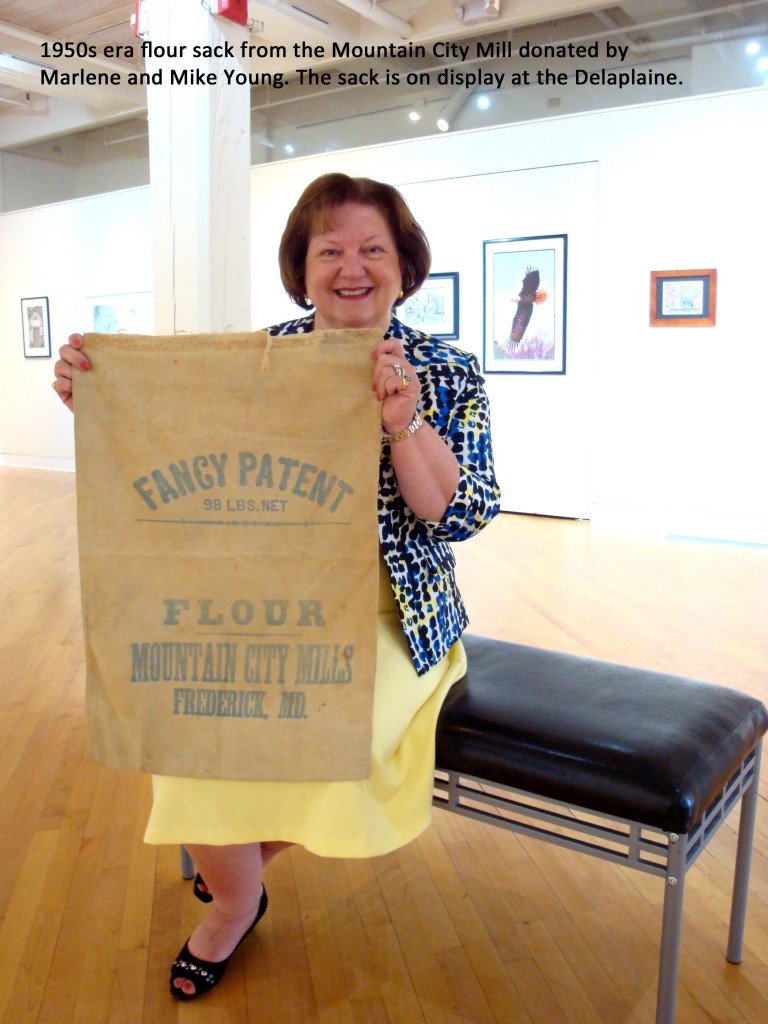 1950s era flour sack from the Mountain City Mill donated by
Marlene and Mike Young. The sack is on display at the Delaplaine.
FANCY PATENT
98 LBS. NET
FLOUR
MOUNTAIN CITY MILLS
FREDERICK, MD.